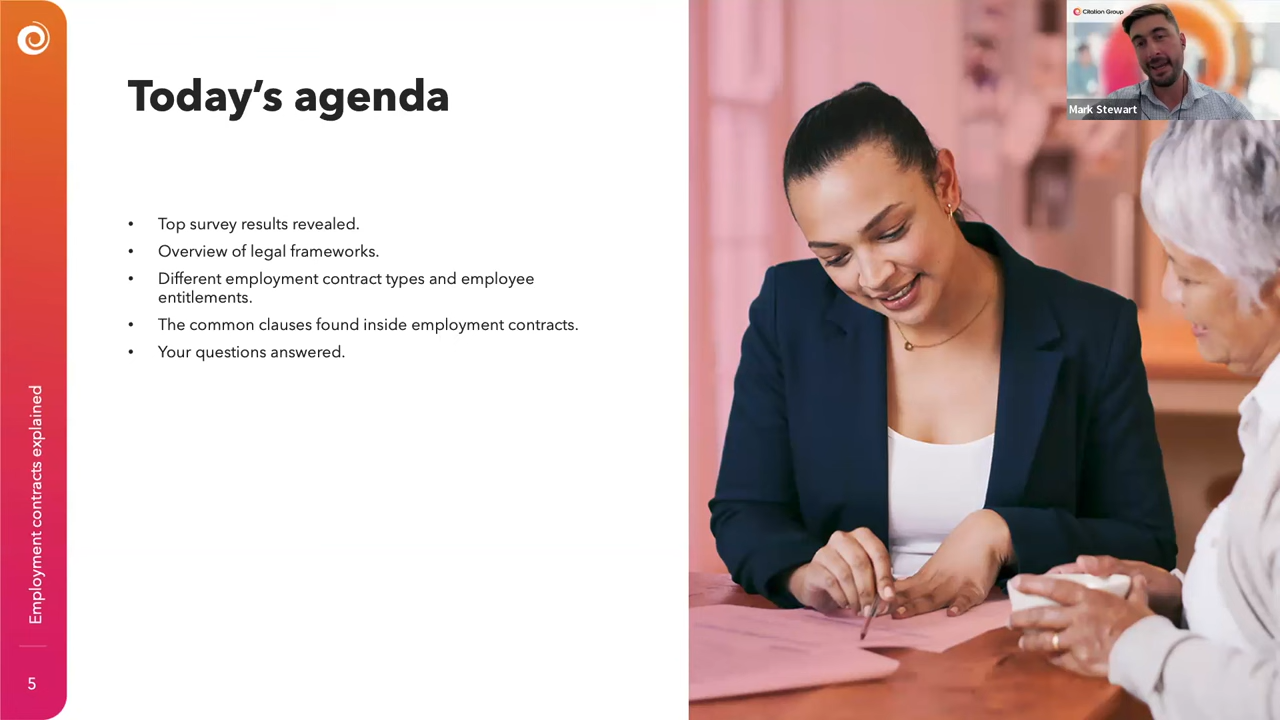 Today’s agenda
• Top survey results revealed.
• Overview of legal frameworks.
• Different employment contract types and employee
entitlements.
• The common clauses found inside employment contracts.
• Your questions answered.
Employment contracts explained
5
Citation Group
Mark Stewart